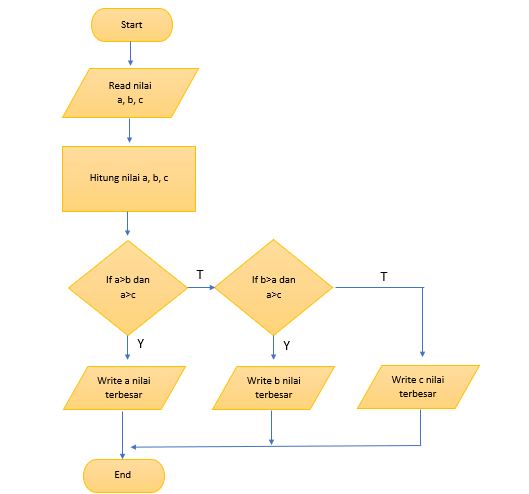 Start
Read nilai
a, b, c
Hitung nilai a, b, c
If a>b dan
a>c
T
If b>a dan
a>c
T
Y
Y
Write a nilai
terbesar
Write b nilai
terbesar
Write c nilai
terbesar
End